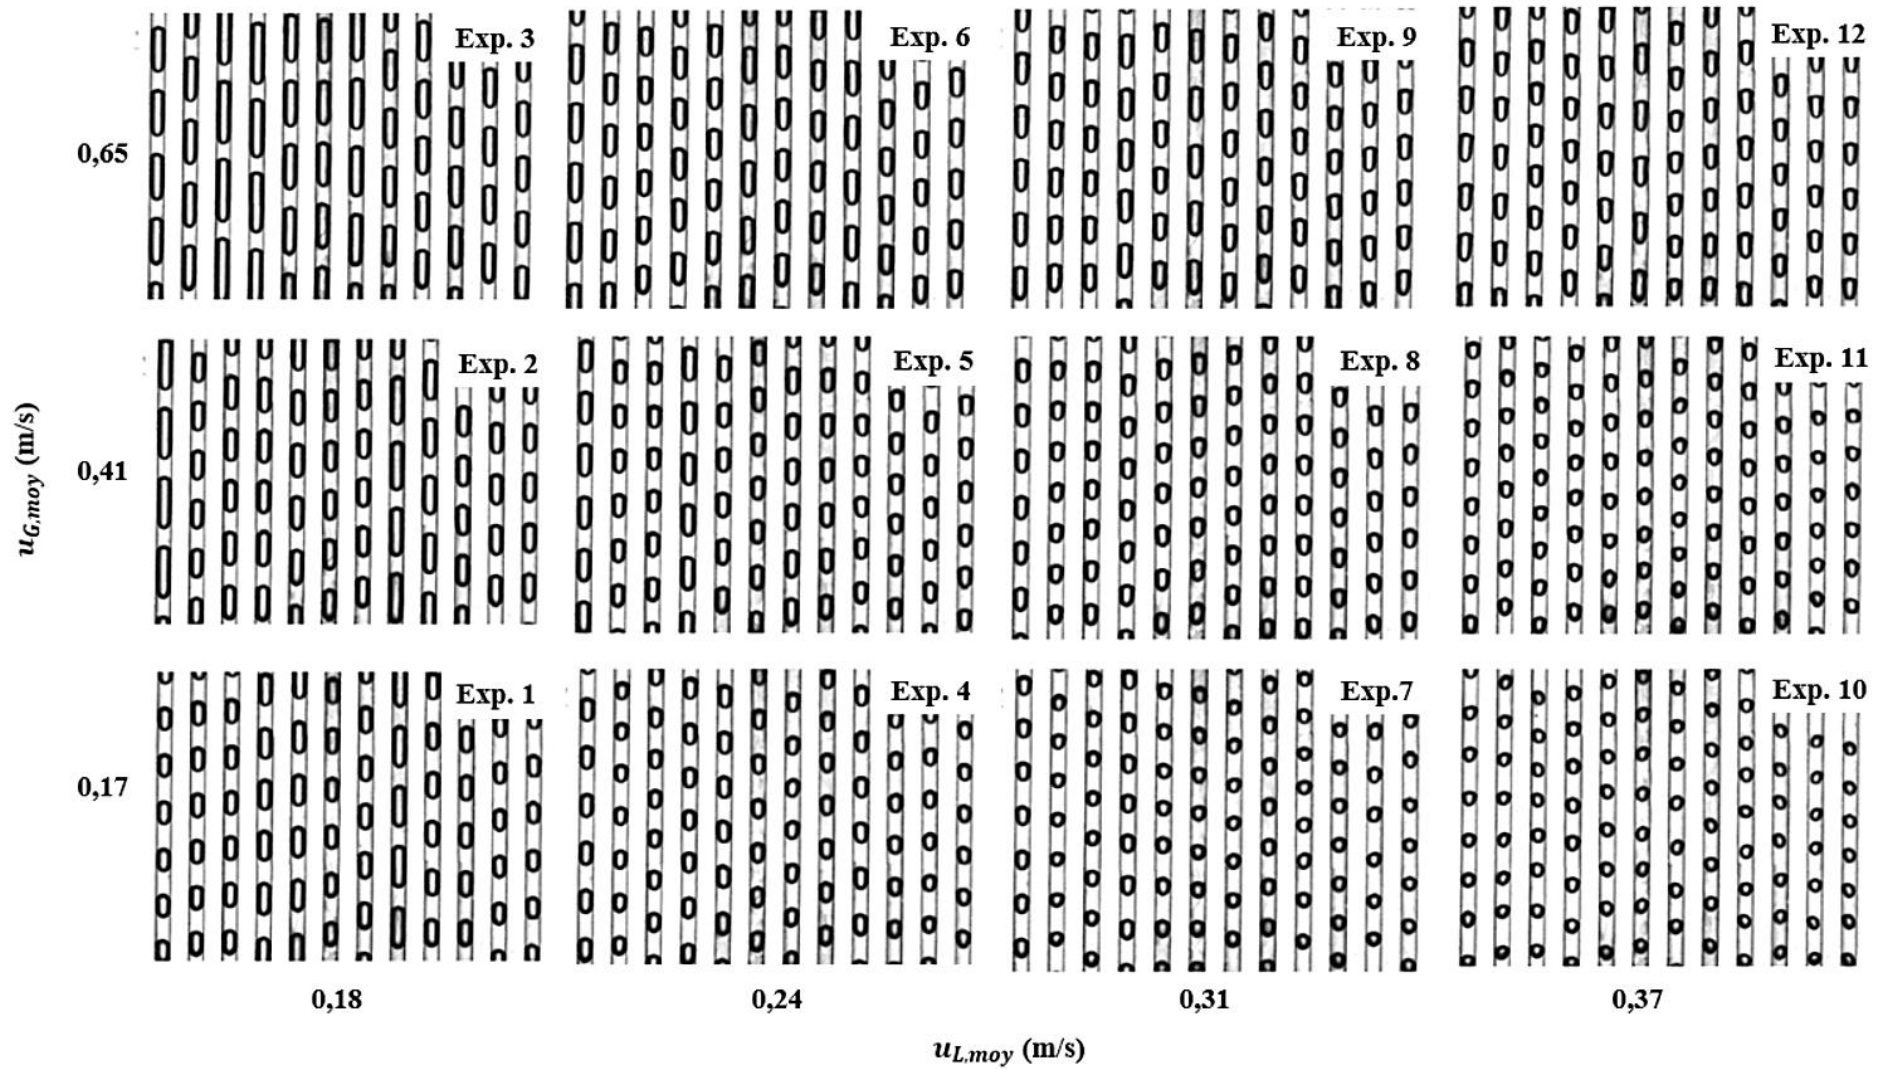 Exp. 3
Exp. 6
Exp. 9
Exp. 12
0,65
Exp. 2
Exp. 5
Exp. 8
Exp. 11
0,41
Exp. 1
Exp. 4
Exp.7
Exp. 10
0,17
u_G,moy (m/s)
0,18
0,24
0,31
0,37
u_L,moy (m/s)